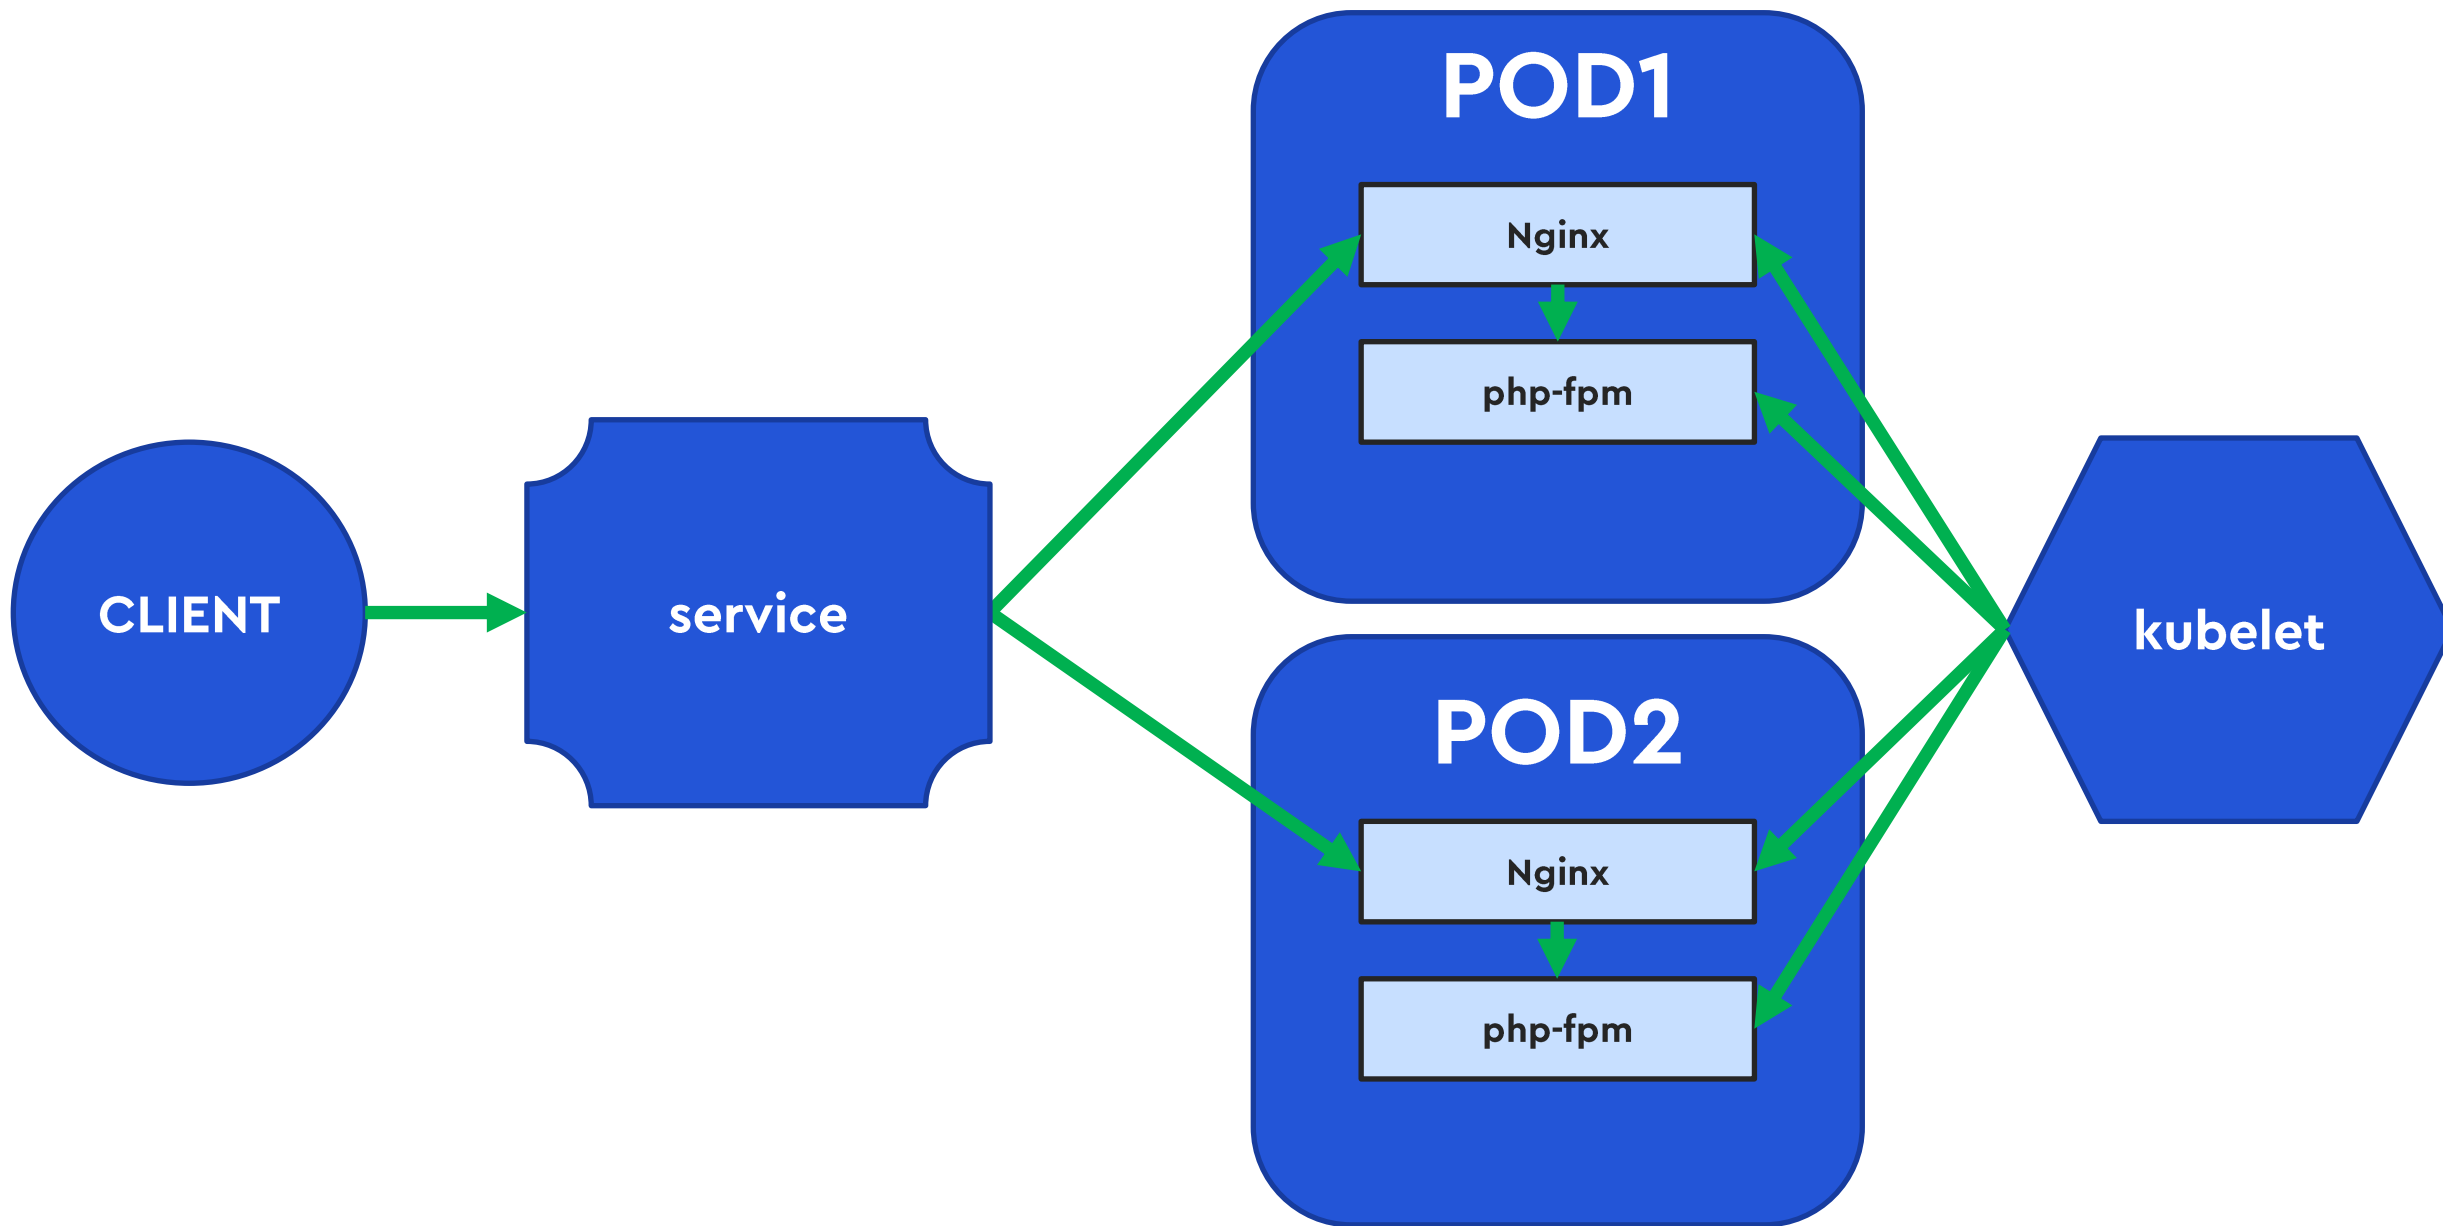 POD1
Nginx
php-fpm
CLIENT
service
kubelet
POD2
Nginx
php-fpm